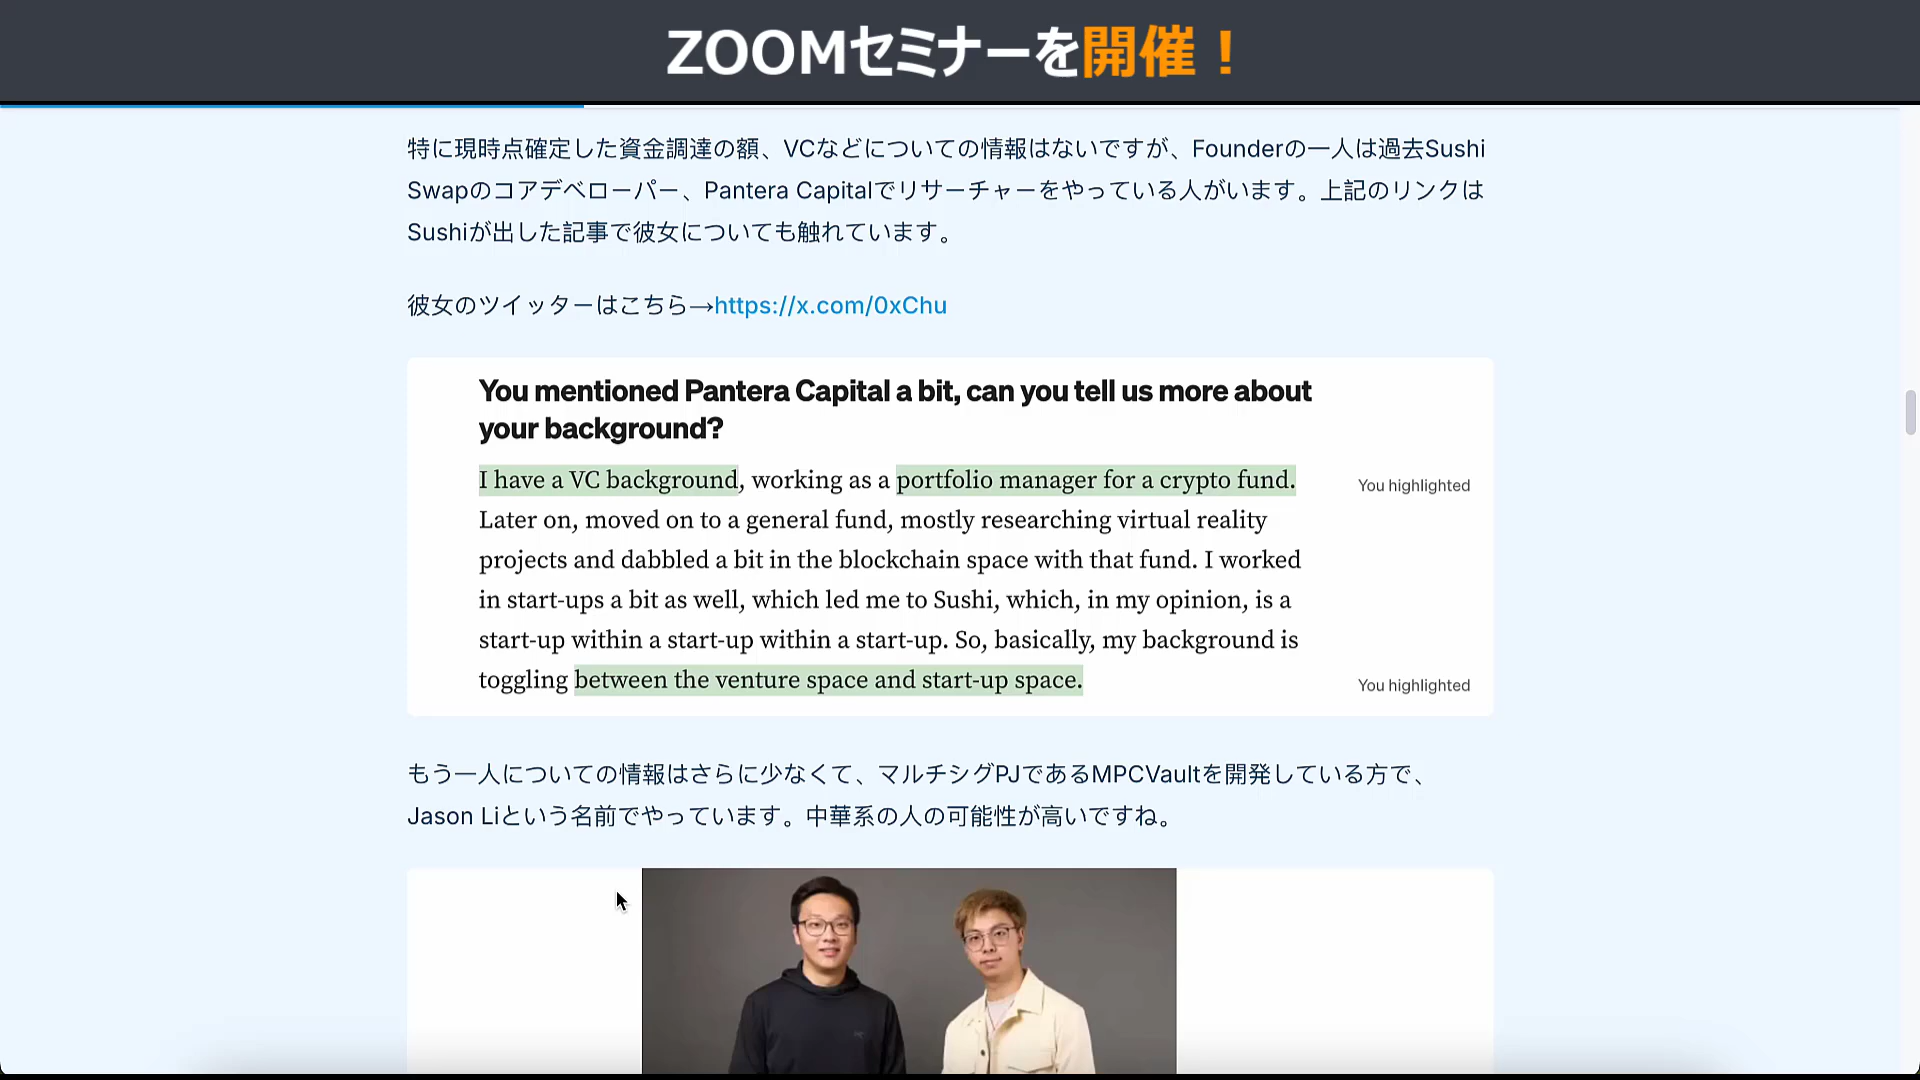 ZOOMセミナーを開催！
特に現時点確定した資金調達の額、VCなどについての情報はないですが、Founderの一人は過去Sushi
Swapのコアデベローパー、Pantera Capitalでリサーチャーをやっている人がいます。上記のリンクは
Sushiが出した記事で彼女についても触れています。
彼女のツイッターはこちら→https://x.com/0xChu
You mentioned Pantera Capital a bit, can you tell us more about
your background?
I have a VC background, working as a portfolio manager for a crypto fund.
You highlighted
Later on, moved on to a general fund, mostly researching virtual reality
projects and dabbled a bit in the blockchain space with that fund. I worked
in start-ups a bit as well, which led me to Sushi, which, in my opinion, is a
start-up within a start-up within a start-up. So, basically, my background is
toggling between the venture space and start-up space.
You highlighted
もう一人についての情報はさらに少なくて、マルチシグPJであるMPCVaultを開発している方で、
Jason Liという名前でやっています。中華系の人の可能性が高いですね。